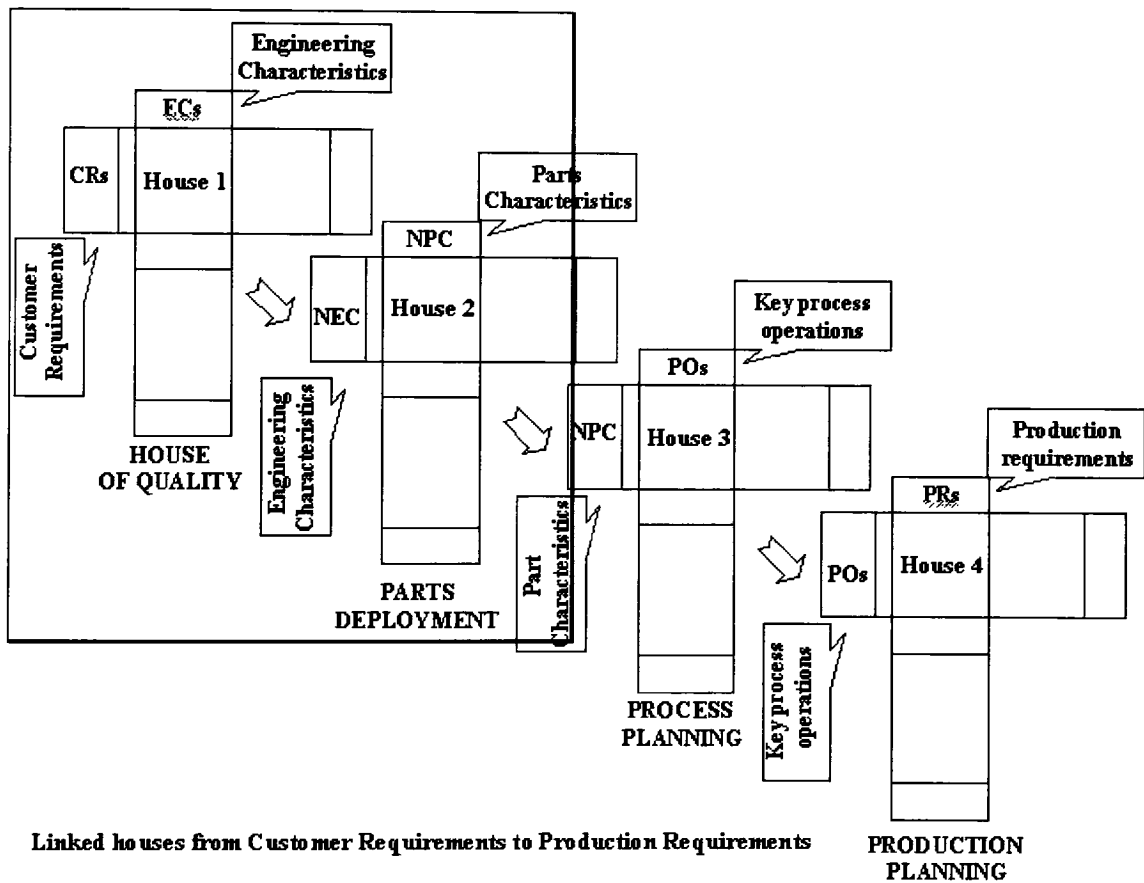 Engineering
Characteristics
ECs
CRs
House 1
Customer
Requirements
HOUSE
OF QUALITY
Parts
Characteristics
NPC
NEC
House 2
Engineering
Characteristics
PARTS
DEPLOYMENT
Key process
operations
POs
NPC
House 3
Part
Characteristics
PROCESS
PLANNING
Production
requirements
PRs
POs
House 4
Key process
operations
PRODUCTION
PLANNING
Linked houses from Customer Requirements to Production Requirements